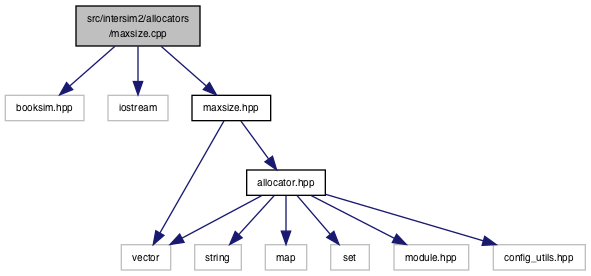 src/intersim2/allocators
/maxsize.cpp
booksim.hpp
iostream
maxsize.hpp
allocator.hpp
vector
string
map
set
module.hpp
config_utils.hpp